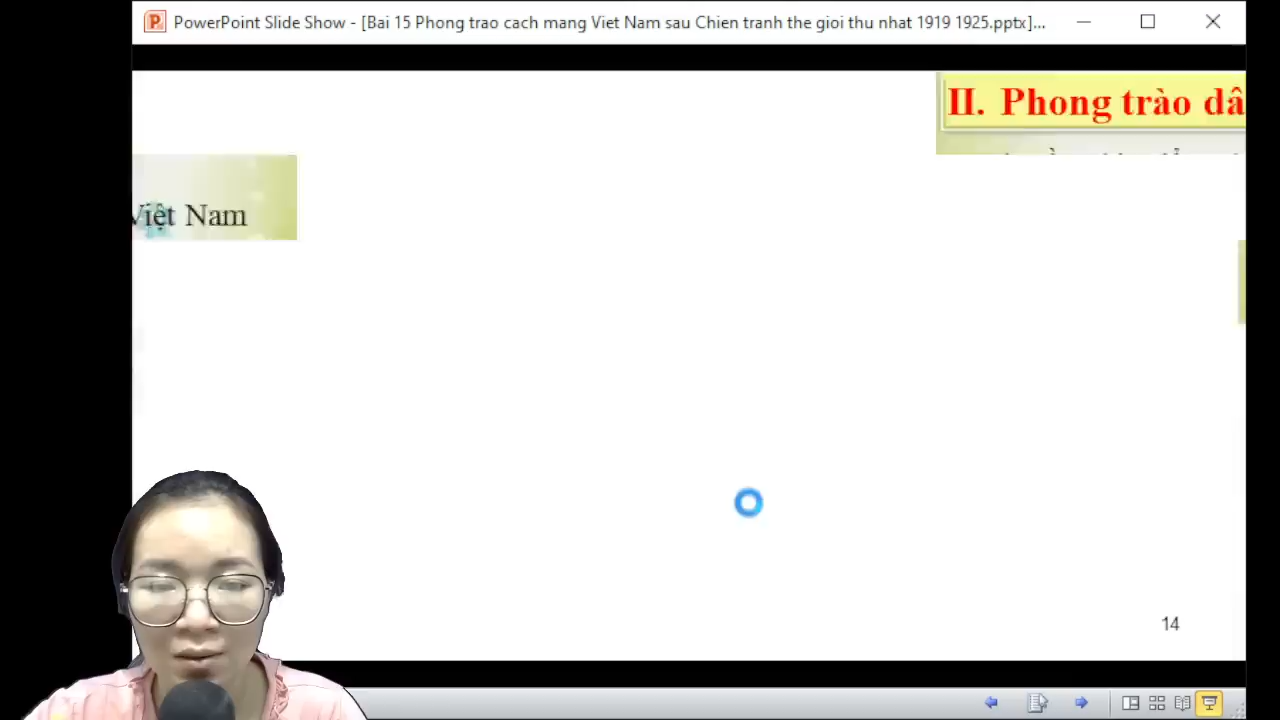 PowerPoint Slide Show - [Bai 15 Phong trao cach mang Viet Nam sau Chien tranh the gioi thu nhat 1919 1925.pptx]...
II. Phong trào dâ
Việt Nam
14